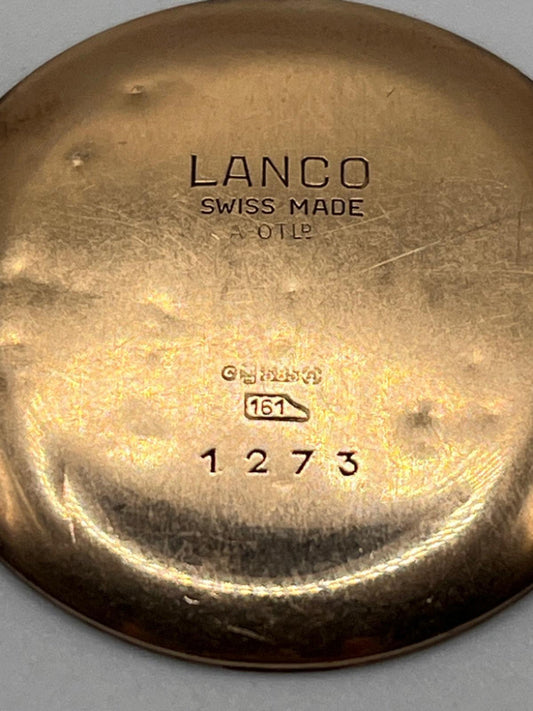 LANCO
SWISS MADE
A OTLD
161
1273